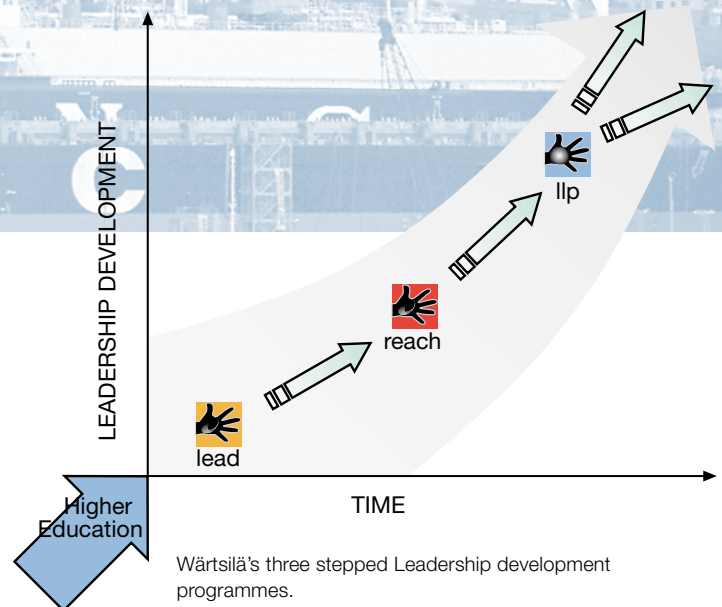 LEADERSHIP DEVELOPMENT
C
llp
reach
lead
Higher
Education
TIME
Wärtsilä's three stepped Leadership development
programmes.